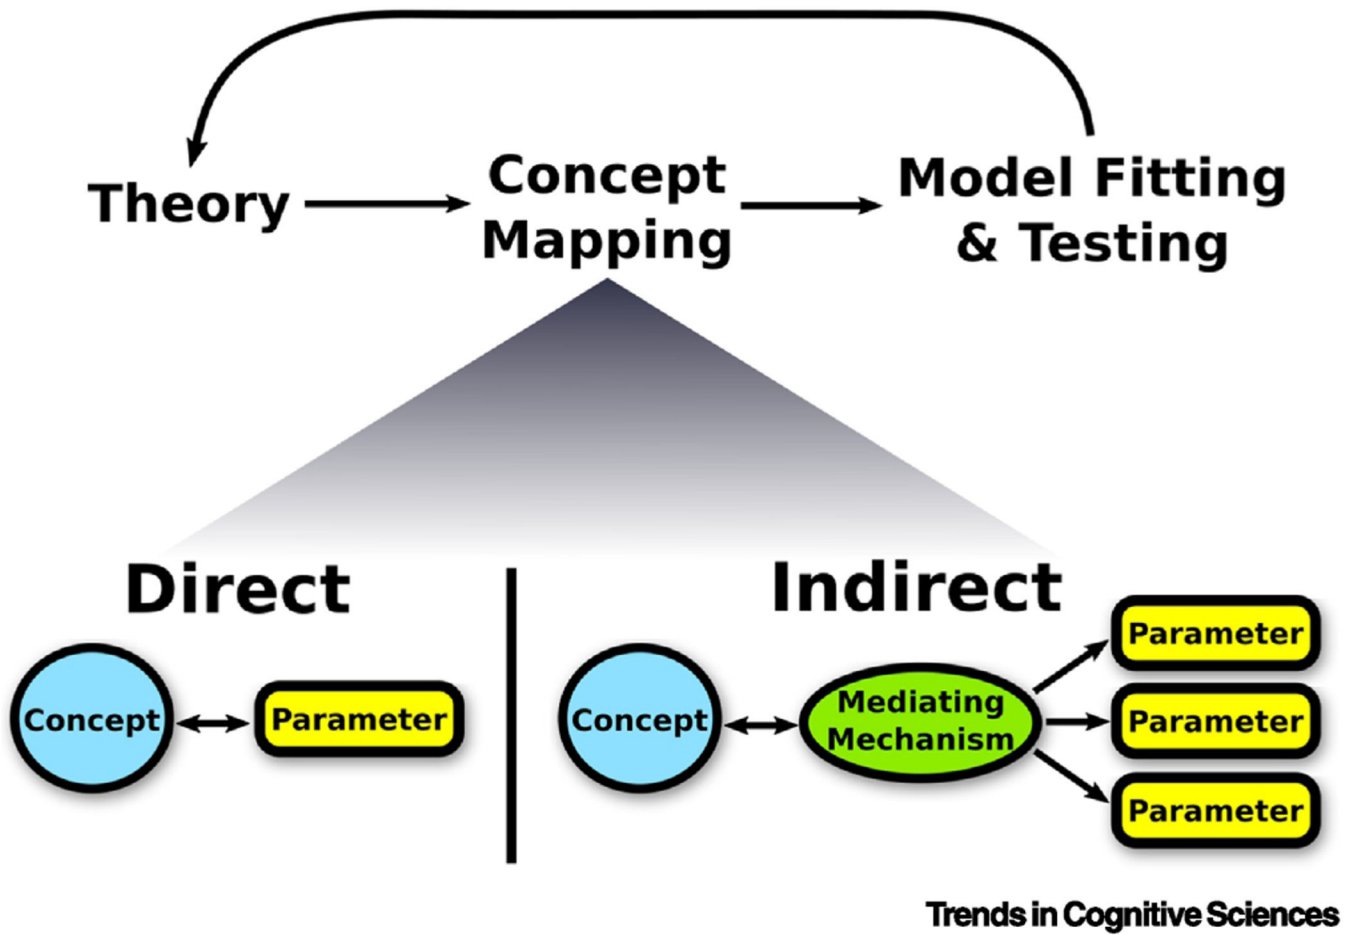 Theory
Concept
Mapping
Model Fitting
& Testing
Direct
Indirect
Concept
Parameter
Concept
Mediating
Mechanism
Parameter
Parameter
Parameter
Trends in Cognitive Sciences